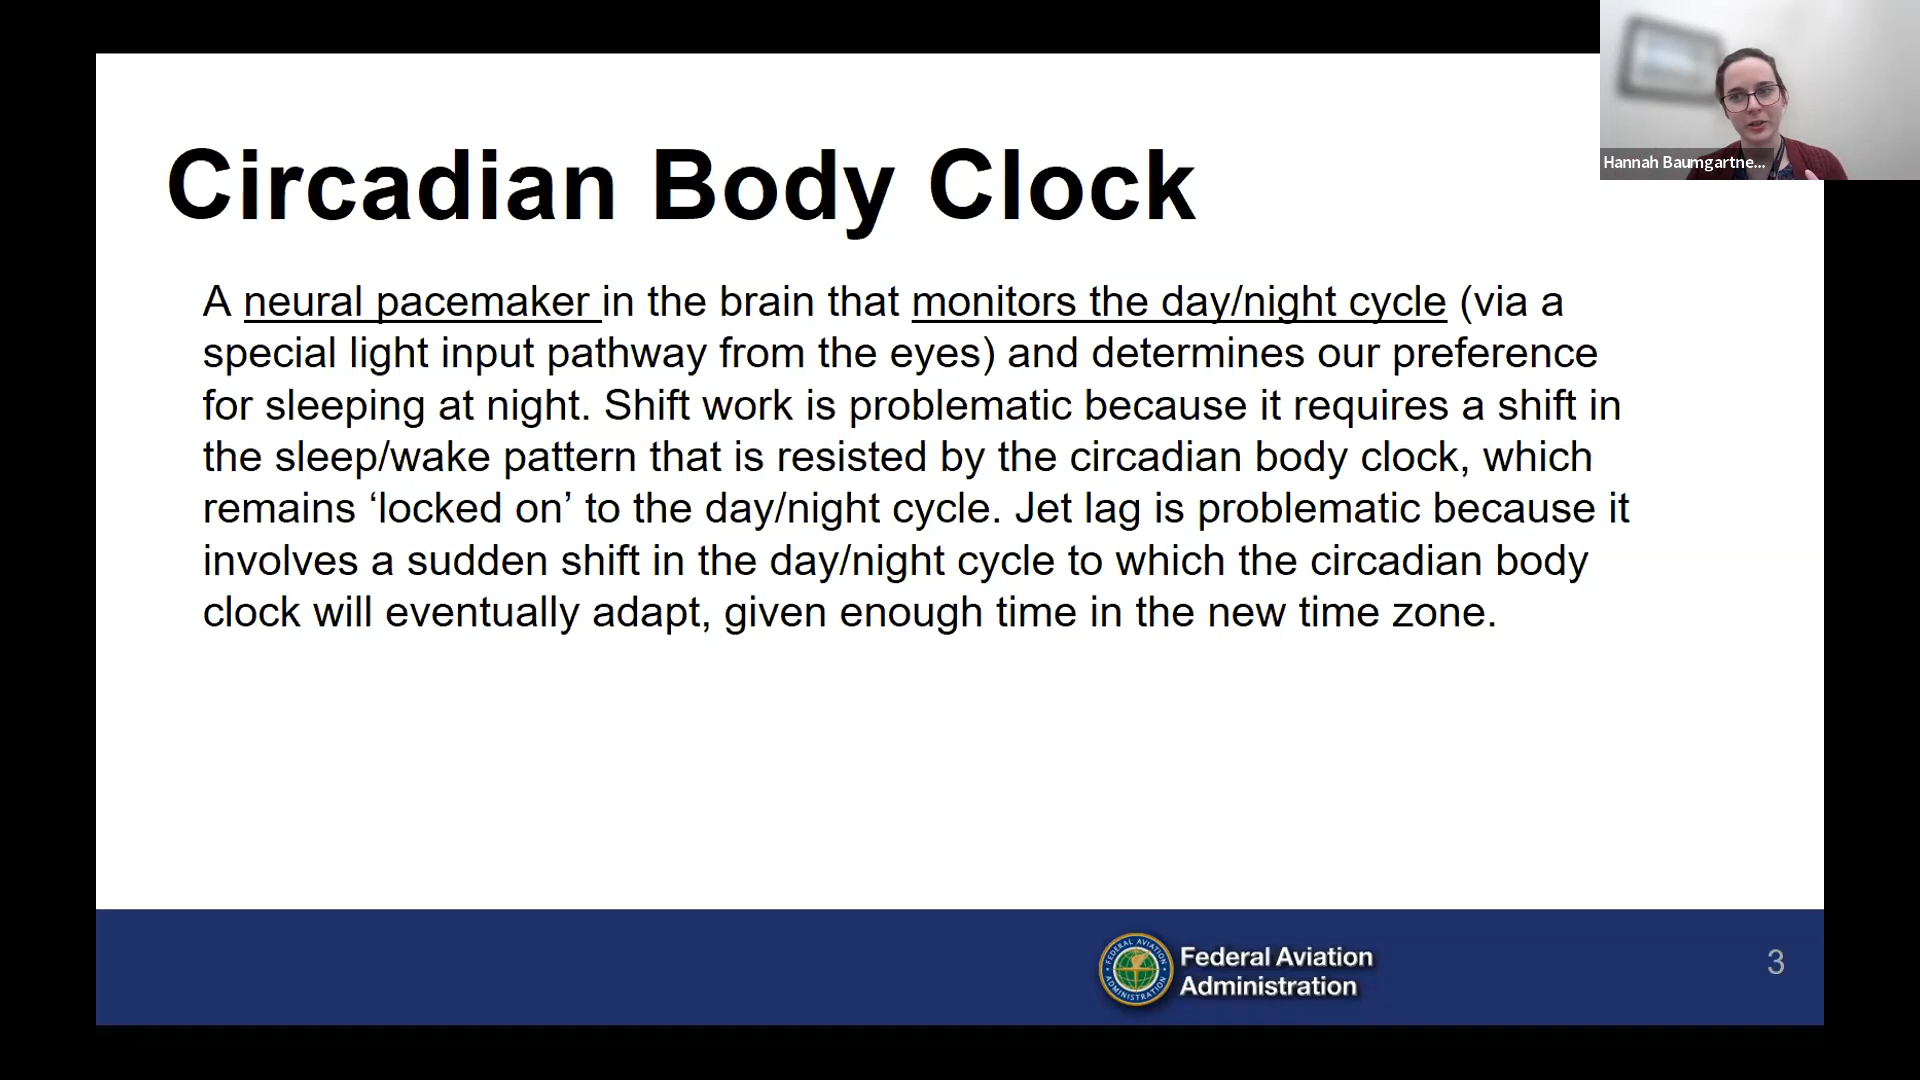 Circadian Body Clock
Hannah Baumgartne...
A neural pacemaker in the brain that monitors the day/night cycle (via a
special light input pathway from the eyes) and determines our preference
for sleeping at night. Shift work is problematic because it requires a shift in
the sleep/wake pattern that is resisted by the circadian body clock, which
remains ‘locked on’ to the day/night cycle. Jet lag is problematic because it
involves a sudden shift in the day/night cycle to which the circadian body
clock will eventually adapt, given enough time in the new time zone.
FEDERAL AVIATION
ADMINISTRATION
Federal Aviation
Administration
3